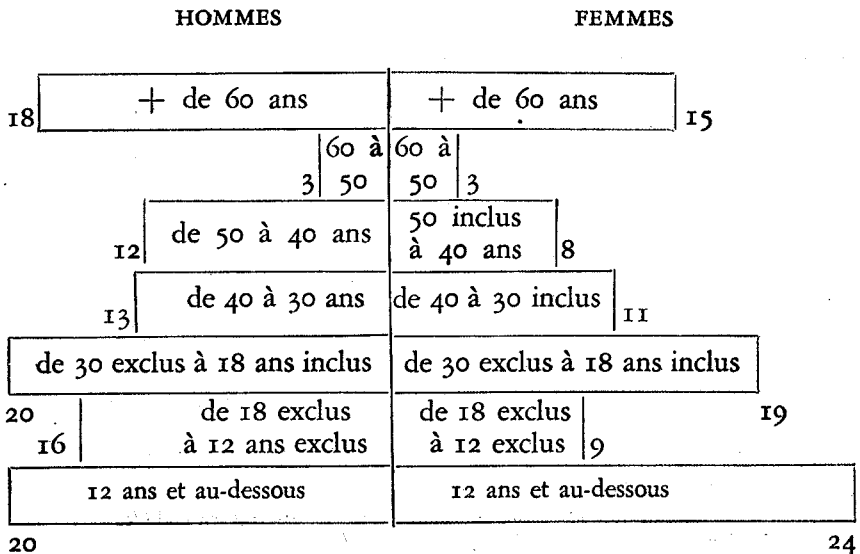 HOMMES FEMMES
18 + de 60 ans + de 60 ans 15
60 à 60 à
3 50 50 3
50 inclus
12 de 50 à 40 ans à 40 ans 8
13 de 40 à 30 ans de 40 à 30 inclus 11
de 30 exclus à 18 ans inclus de 30 exclus à 18 ans inclus
20 de 18 exclus de 18 exclus 19
16 à 12 ans exclus à 12 exclus 9
12 ans et au-dessous 12 ans et au-dessous
20 24